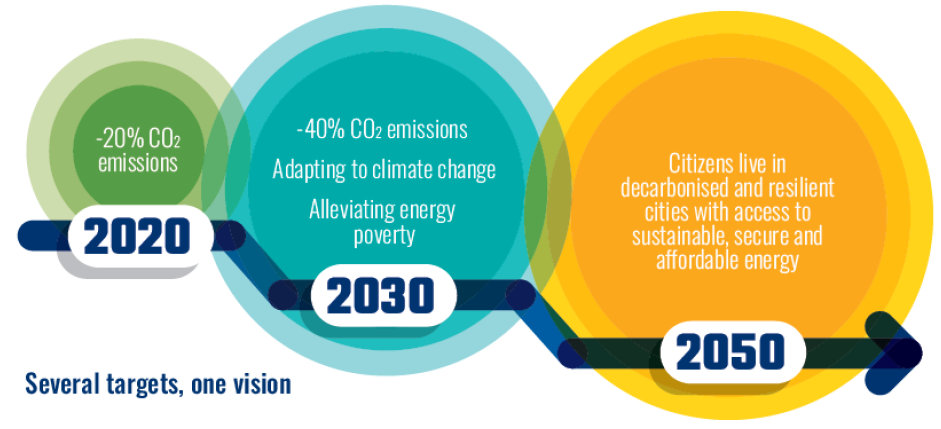 -20% CO₂
emissions
2020
-40% CO₂ emissions
Adapting to climate change
Alleviating energy
poverty
2030
Citizens live in
decarbonised and resilient
cities with access to
sustainable, secure and
affordable energy
2050
Several targets, one vision